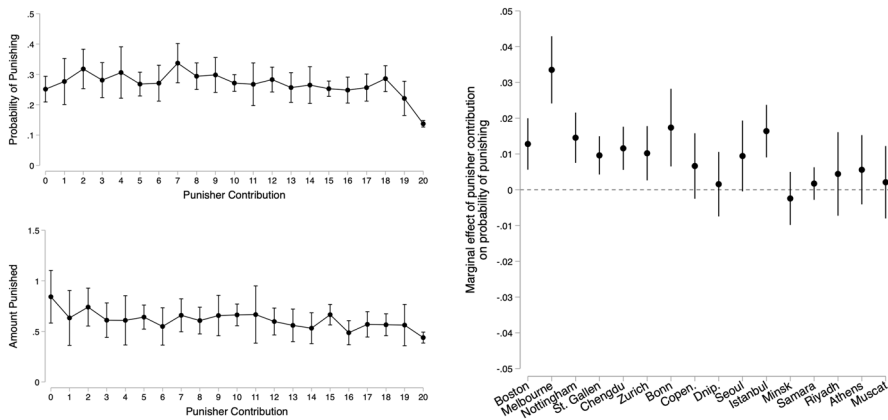 .5
.4
.3
.2
.1
0
Probability of Punishing
0 1 2 3 4 5 6 7 8 9 10 11 12 13 14 15 16 17 18 19 20
Punisher Contribution
1.5
1
.5
0
Amount Punished
0 1 2 3 4 5 6 7 8 9 10 11 12 13 14 15 16 17 18 19 20
Punisher Contribution
.05
.04
.03
.02
.01
0
-.01
-.02
-.03
-.04
-.05
Marginal effect of punisher contribution
on probability of punishing
Boston
Melbourne
Nottingham
St. Gallen
Chengdu
Zurich
Bonn
Copen.
Dnip.
Seoul
Istanbul
Minsk
Samara
Riyadh
Athens
Muscat